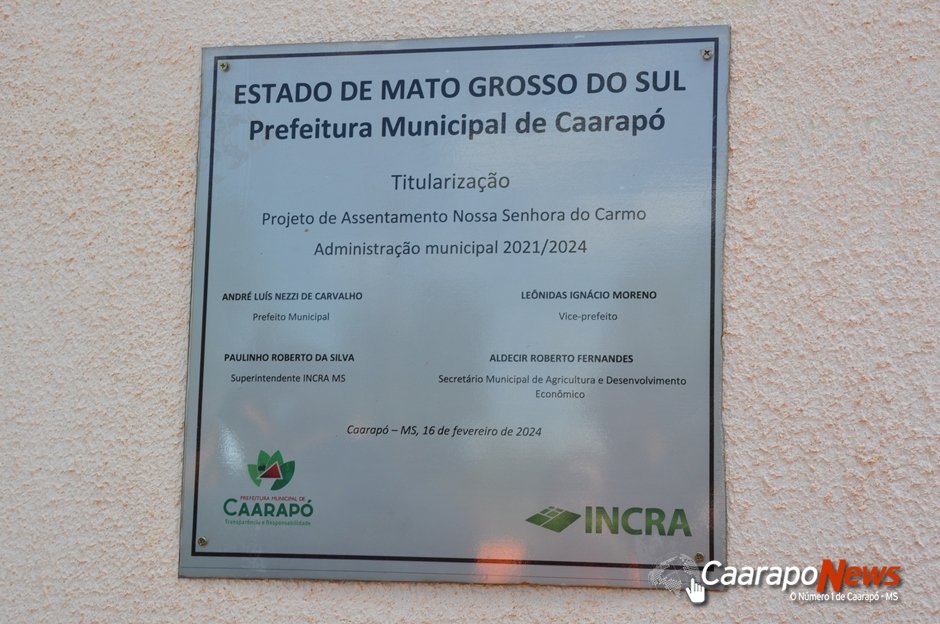 ESTADO DE MATO GROSSO DO SUL
Prefeitura Municipal de Caarapó
Titularização
Projeto de Assentamento Nossa Senhora do Carmo
Administração municipal 2021/2024
ANDRÉ LUÍS NEZZI DE CARVALHO
Prefeito Municipal
LEÔNIDAS IGNÁCIO MORENO
Vice-prefeito
PAULINHO ROBERTO DA SILVA
Superintendente INCRA MS
ALDECIR ROBERTO FERNANDES
Secretário Municipal de Agricultura e Desenvolvimento
Econômico
Caarapó – MS, 16 de fevereiro de 2024
PREFEITURA MUNICIPAL DE
CAARAPÓ
Transparência e Responsabilidade
INCRA
CaarapoNews
O Número 1 de Caarapó - MS